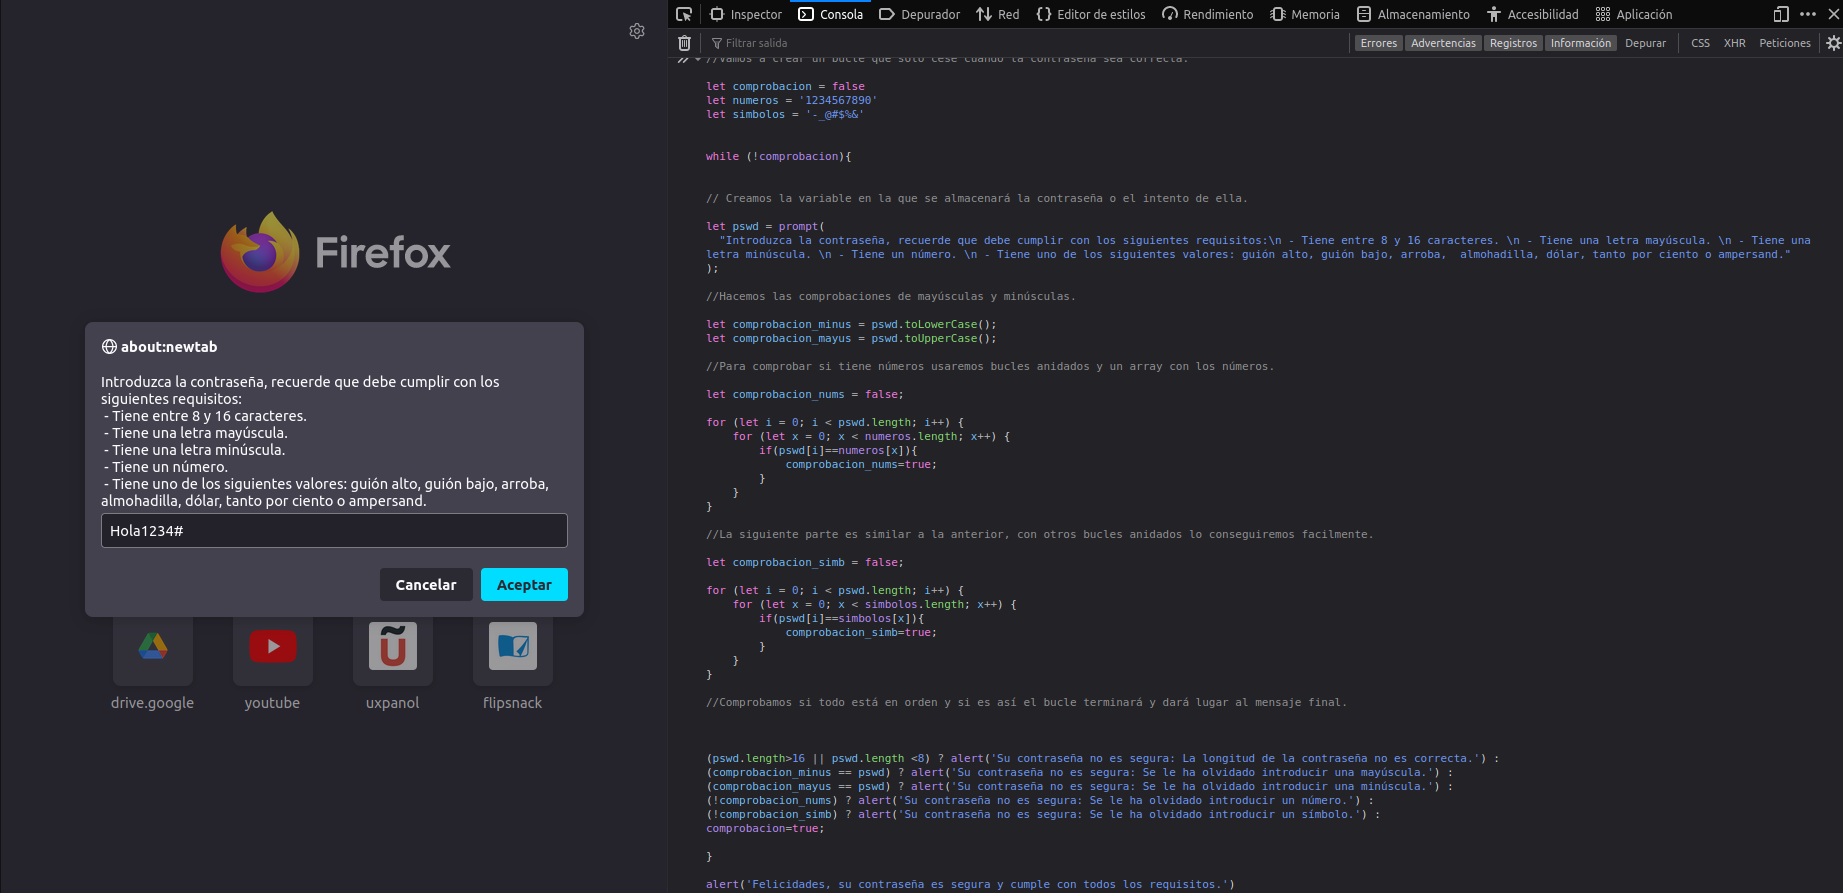 Inspector
Consola
Depurador
Red
Editor de estilos
Rendimiento
Memoria
Almacenamiento
Accesibilidad
Aplicación
Filtrar salida
Errores
Advertencias
Registros
Información
Depurar
CSS
XHR
Peticiones
Firefox
about:newtab
Introduzca la contraseña, recuerde que debe cumplir con los
siguientes requisitos:
- Tiene entre 8 y 16 caracteres.
- Tiene una letra mayúscula.
- Tiene una letra minúscula.
- Tiene un número.
- Tiene uno de los siguientes valores: guión alto, guión bajo, arroba,
almohadilla, dólar, tanto por ciento o ampersand.
Hola1234#
Cancelar
Aceptar
drive.google
youtube
uxpanol
flipsnack
//Vamos a crear un bucle que solo cese cuando la contraseña sea correcta.
let comprobacion = false
let numeros = '1234567890'
let simbolos = '-_@#$%&'
while (!comprobacion){
// Creamos la variable en la que se almacenará la contraseña o el intento de ella.
let pswd = prompt(
"Introduzca la contraseña, recuerde que debe cumplir con los siguientes requisitos:\n - Tiene entre 8 y 16 caracteres. \n - Tiene una letra mayúscula. \n - Tiene una
letra minúscula. \n - Tiene un número. \n - Tiene uno de los siguientes valores: guión alto, guión bajo, arroba,  almohadilla, dólar, tanto por ciento o ampersand."
);
//Hacemos las comprobaciones de mayúsculas y minúsculas.
let comprobacion_minus = pswd.toLowerCase();
let comprobacion_mayus = pswd.toUpperCase();
//Para comprobar si tiene números usaremos bucles anidados y un array con los números.
let comprobacion_nums = false;
for (let i = 0; i < pswd.length; i++) {
for (let x = 0; x < numeros.length; x++) {
if(pswd[i]==numeros[x]){
comprobacion_nums=true;
}
}
}
//La siguiente parte es similar a la anterior, con otros bucles anidados lo conseguiremos facilmente.
let comprobacion_simb = false;
for (let i = 0; i < pswd.length; i++) {
for (let x = 0; x < simbolos.length; x++) {
if(pswd[i]==simbolos[x]){
comprobacion_simb=true;
}
}
}
//Comprobamos si todo está en orden y si es así el bucle terminará y dará lugar al mensaje final.
(pswd.length>16 || pswd.length <8) ? alert('Su contraseña no es segura: La longitud de la contraseña no es correcta.') :
(comprobacion_minus == pswd) ? alert('Su contraseña no es segura: Se le ha olvidado introducir una mayúscula.') :
(comprobacion_mayus == pswd) ? alert('Su contraseña no es segura: Se le ha olvidado introducir una minúscula.') :
(!comprobacion_nums) ? alert('Su contraseña no es segura: Se le ha olvidado introducir un número.') :
(!comprobacion_simb) ? alert('Su contraseña no es segura: Se le ha olvidado introducir un símbolo.') :
comprobacion=true;
}
alert('Felicidades, su contraseña es segura y cumple con todos los requisitos.')